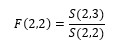 F(2,2) = S(2,3) / S(2,2)